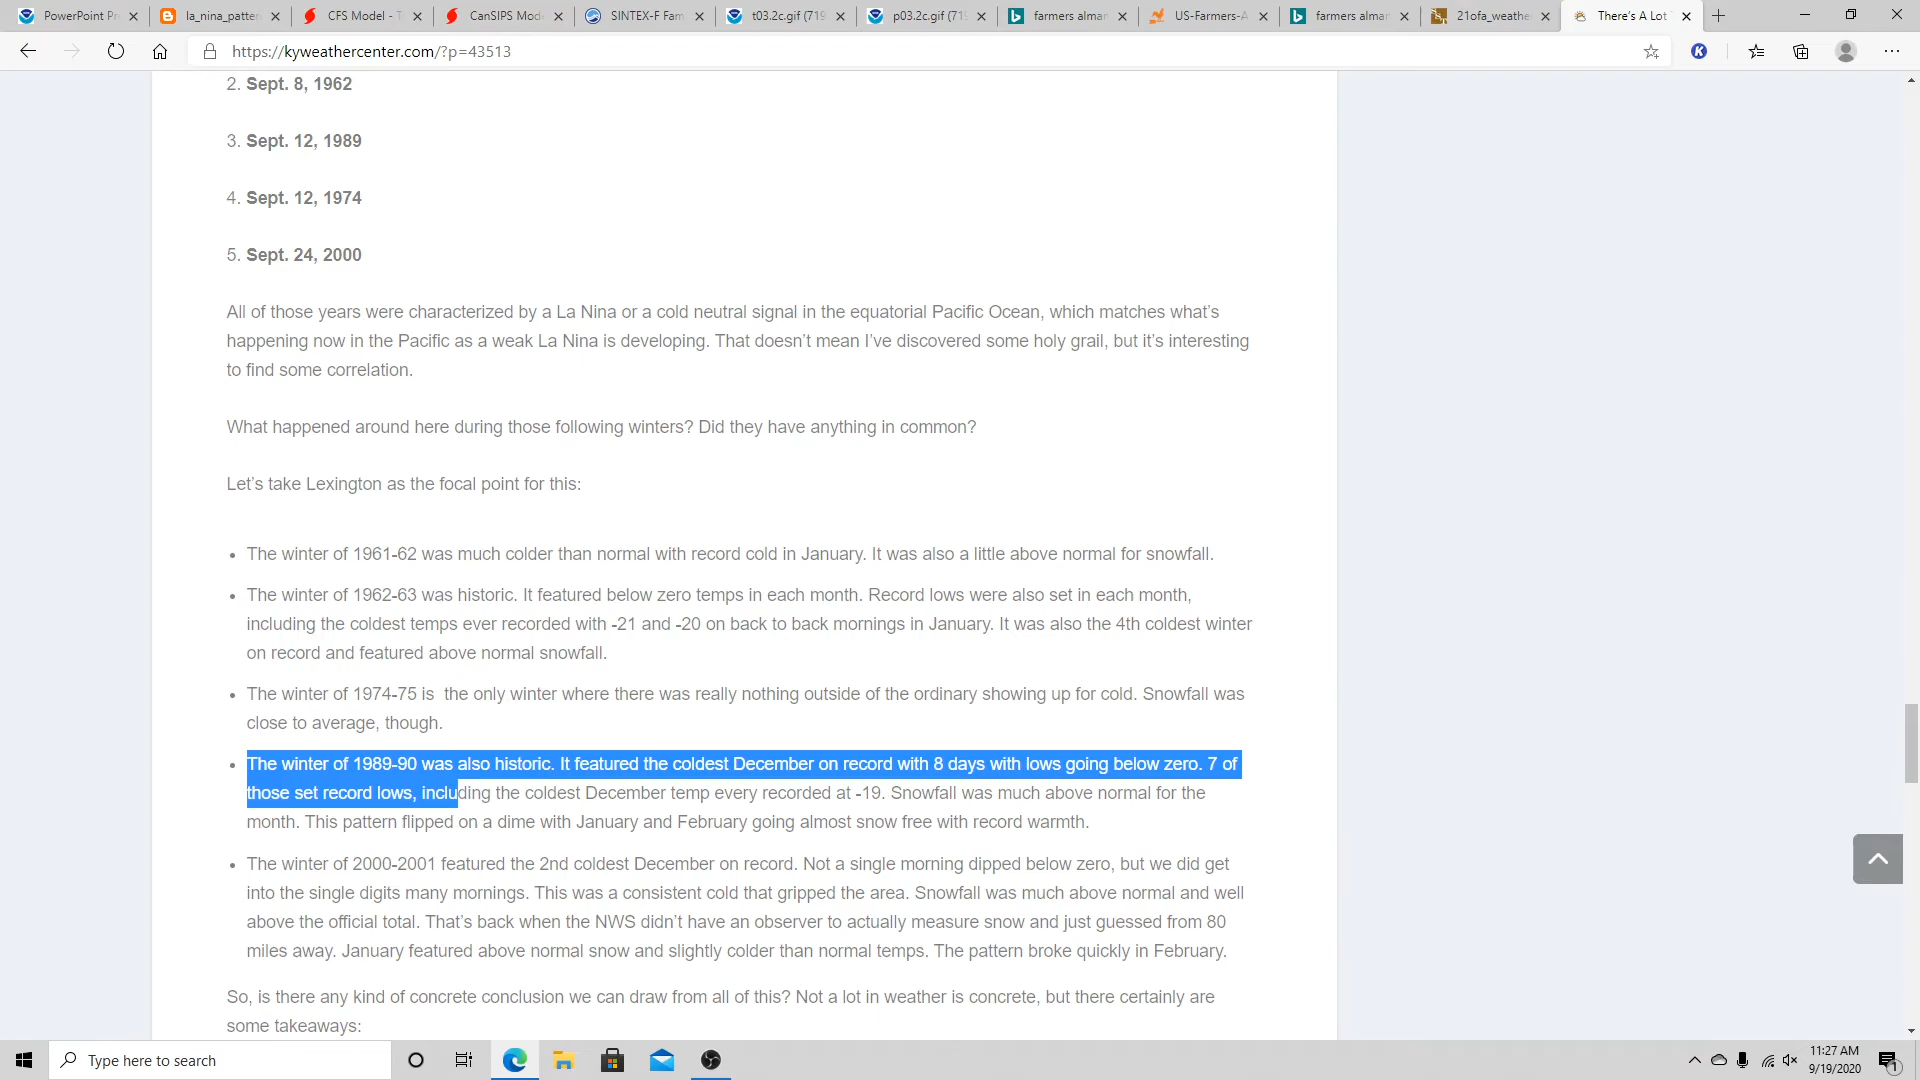 PowerPoint Pr
la_nina_patter
CFS Model - T
CanSIPS Mod
SINTEX-F Fam
t03.2c.gif (719
p03.2c.gif (71
farmers almar
US-Farmers-A
farmers almar
21ofa_weathe
There's A Lot
https://kyweathercenter.com/?p=43513
2. Sept. 8, 1962
3. Sept. 12, 1989
4. Sept. 12, 1974
5. Sept. 24, 2000
All of those years were characterized by a La Nina or a cold neutral signal in the equatorial Pacific Ocean, which matches what's
happening now in the Pacific as a weak La Nina is developing. That doesn't mean I've discovered some holy grail, but it's interesting
to find some correlation.
What happened around here during those following winters? Did they have anything in common?
Let's take Lexington as the focal point for this:
• The winter of 1961-62 was much colder than normal with record cold in January. It was also a little above normal for snowfall.
• The winter of 1962-63 was historic. It featured below zero temps in each month. Record lows were also set in each month,
including the coldest temps ever recorded with -21 and -20 on back to back mornings in January. It was also the 4th coldest winter
on record and featured above normal snowfall.
• The winter of 1974-75 is the only winter where there was really nothing outside of the ordinary showing up for cold. Snowfall was
close to average, though.
• The winter of 1989-90 was also historic. It featured the coldest December on record with 8 days with lows going below zero. 7 of
those set record lows, including the coldest December temp every recorded at -19. Snowfall was much above normal for the
month. This pattern flipped on a dime with January and February going almost snow free with record warmth.
• The winter of 2000-2001 featured the 2nd coldest December on record. Not a single morning dipped below zero, but we did get
into the single digits many mornings. This was a consistent cold that gripped the area. Snowfall was much above normal and well
above the official total. That's back when the NWS didn't have an observer to actually measure snow and just guessed from 80
miles away. January featured above normal snow and slightly colder than normal temps. The pattern broke quickly in February.
So, is there any kind of concrete conclusion we can draw from all of this? Not a lot in weather is concrete, but there certainly are
some takeaways:
Type here to search
11:27 AM
9/19/2020
1